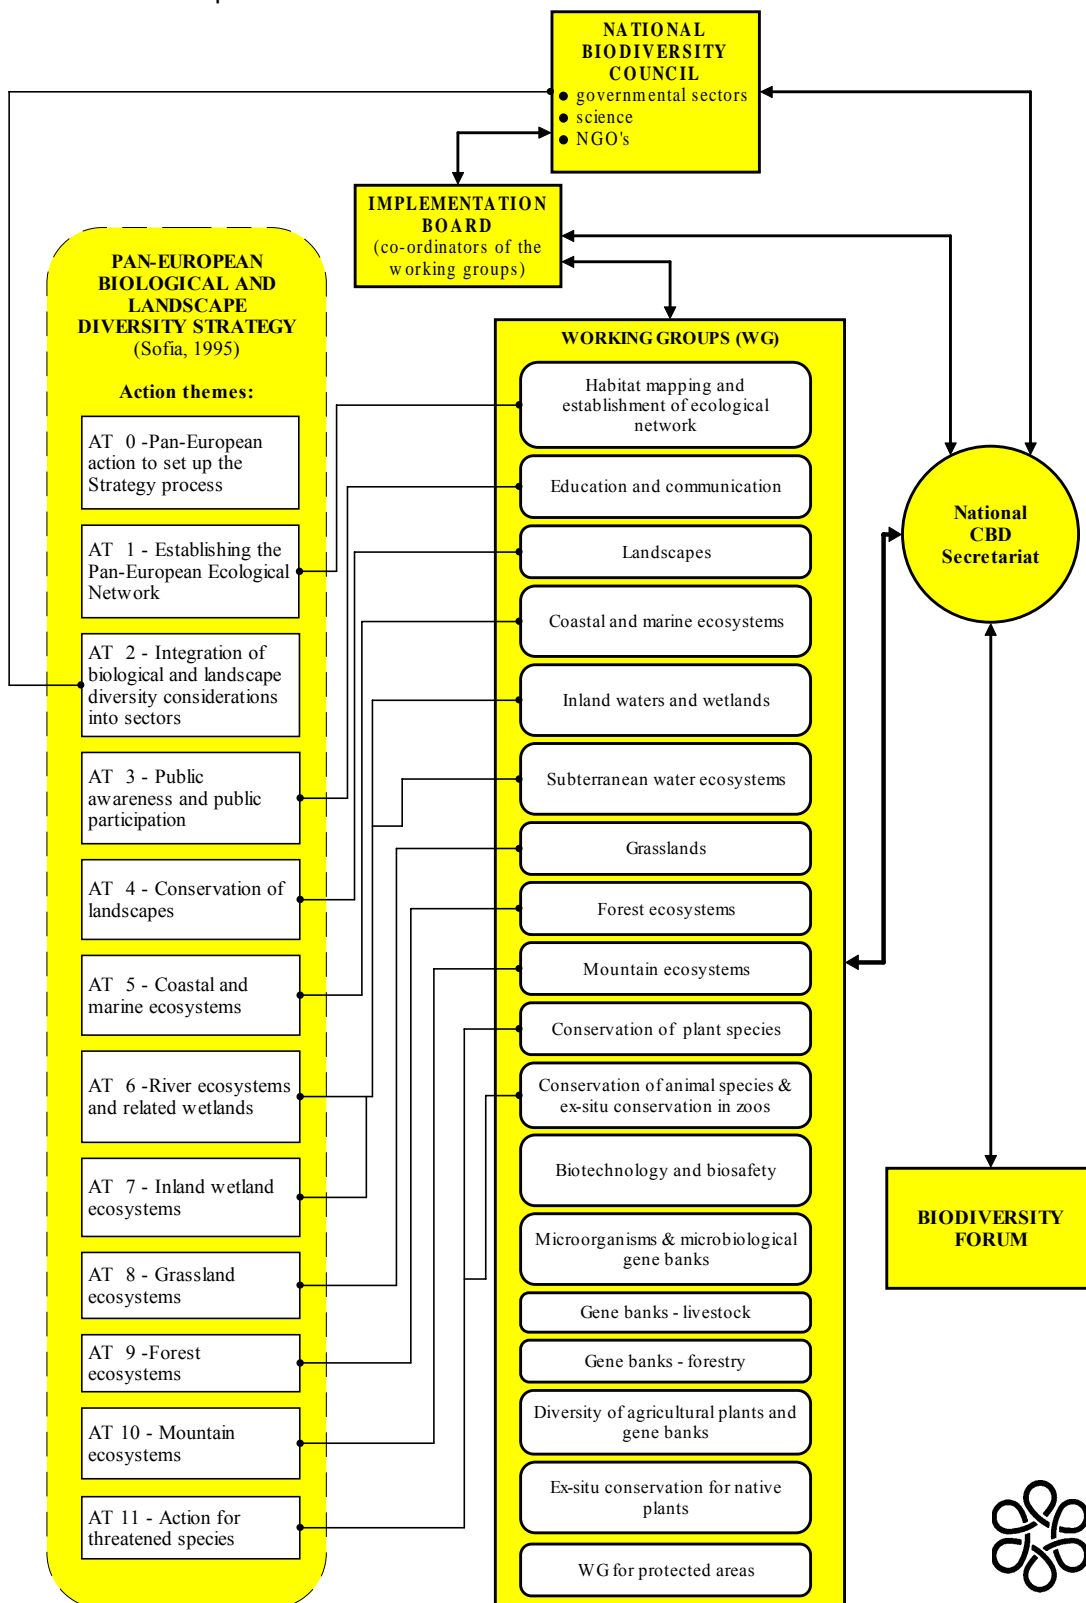 NATIONAL
BIODIVERSITY
COUNCIL
● governmental sectors
● science
● NGO's
IMPLEMENTATION
BOARD
(co-ordinators of the
working groups)
PAN-EUROPEAN
BIOLOGICAL AND
LANDSCAPE
DIVERSITY STRATEGY
(Sofia, 1995)
Action themes:
AT 0 -Pan-European
action to set up the
Strategy process
AT 1 - Establishing the
Pan-European Ecological
Network
AT 2 - Integration of
biological and landscape
diversity considerations
into sectors
AT 3 - Public
awareness and public
participation
AT 4 - Conservation of
landscapes
AT 5 - Coastal and
marine ecosystems
AT 6 -River ecosystems
and related wetlands
AT 7 - Inland wetland
ecosystems
AT 8 - Grassland
ecosystems
AT 9 -Forest
ecosystems
AT 10 - Mountain
ecosystems
AT 11 - Action for
threatened species
WORKING GROUPS (WG)
Habitat mapping and
establishment of ecological
network
Education and communication
Landscapes
Coastal and marine ecosystems
Inland waters and wetlands
Subterranean water ecosystems
Grasslands
Forest ecosystems
Mountain ecosystems
Conservation of plant species
Conservation of animal species &
ex-situ conservation in zoos
Biotechnology and biosafety
Microorganisms & microbiological
gene banks
Gene banks - livestock
Gene banks - forestry
Diversity of agricultural plants and
gene banks
Ex-situ conservation for native
plants
WG for protected areas
National
CBD
Secretariat
BIODIVERSITY
FORUM